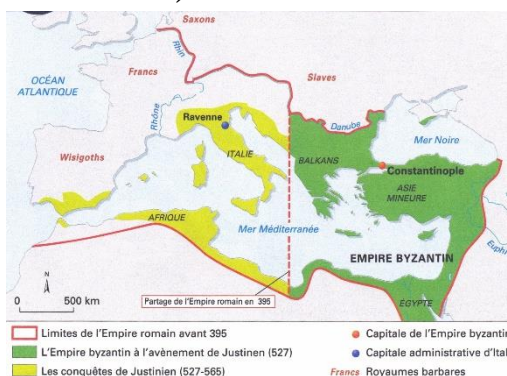 Saxons
Rhin
OCÉAN
ATLANTIQUE
Francs
Slaves
Rhône
Ravenne
Danube
Mer Noire
ITALIE
BALKANS
Constantinople
Wisigoths
ASIE
MINEURE
AFRIQUE
Mer Méditerranée
EMPIRE BYZANTIN
Euph
N
0 500 km
Partage de l'Empire romain en 395
EGYPTE
Limites de l'Empire romain avant 395
Capitale de l'Empire byzantin
L'Empire byzantin à l'avènement de Justinen (527)
Capitale administrative d'Ital
Les conquêtes de Justinien (527-565)
Francs Royaumes barbares